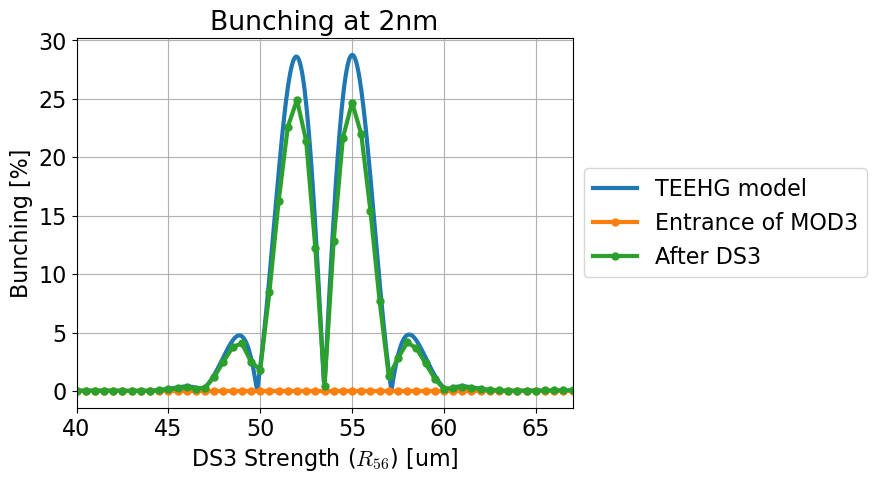 Bunching at 2nm
30
25
20
15
10
5
0
Bunching [%]
40 45 50 55 60 65
DS3 Strength (R₅₆) [um]
TEEHG model
Entrance of MOD3
After DS3